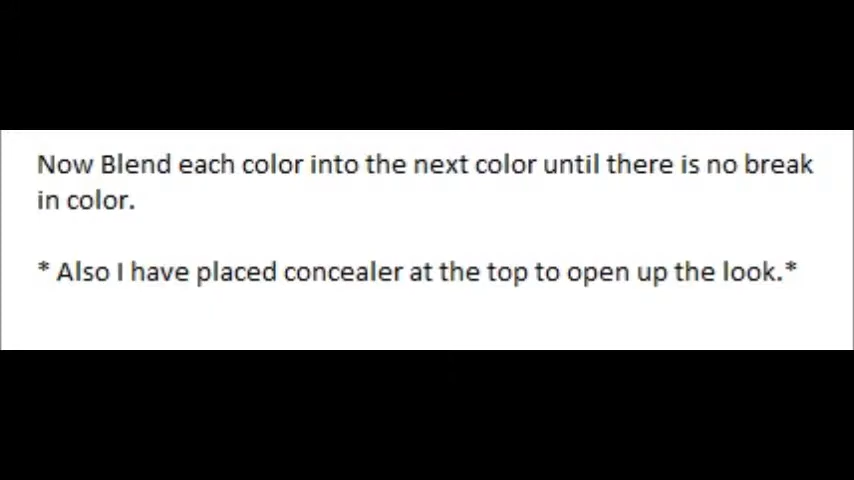 Now Blend each color into the next color until there is no break
in color.
* Also I have placed concealer at the top to open up the look.*